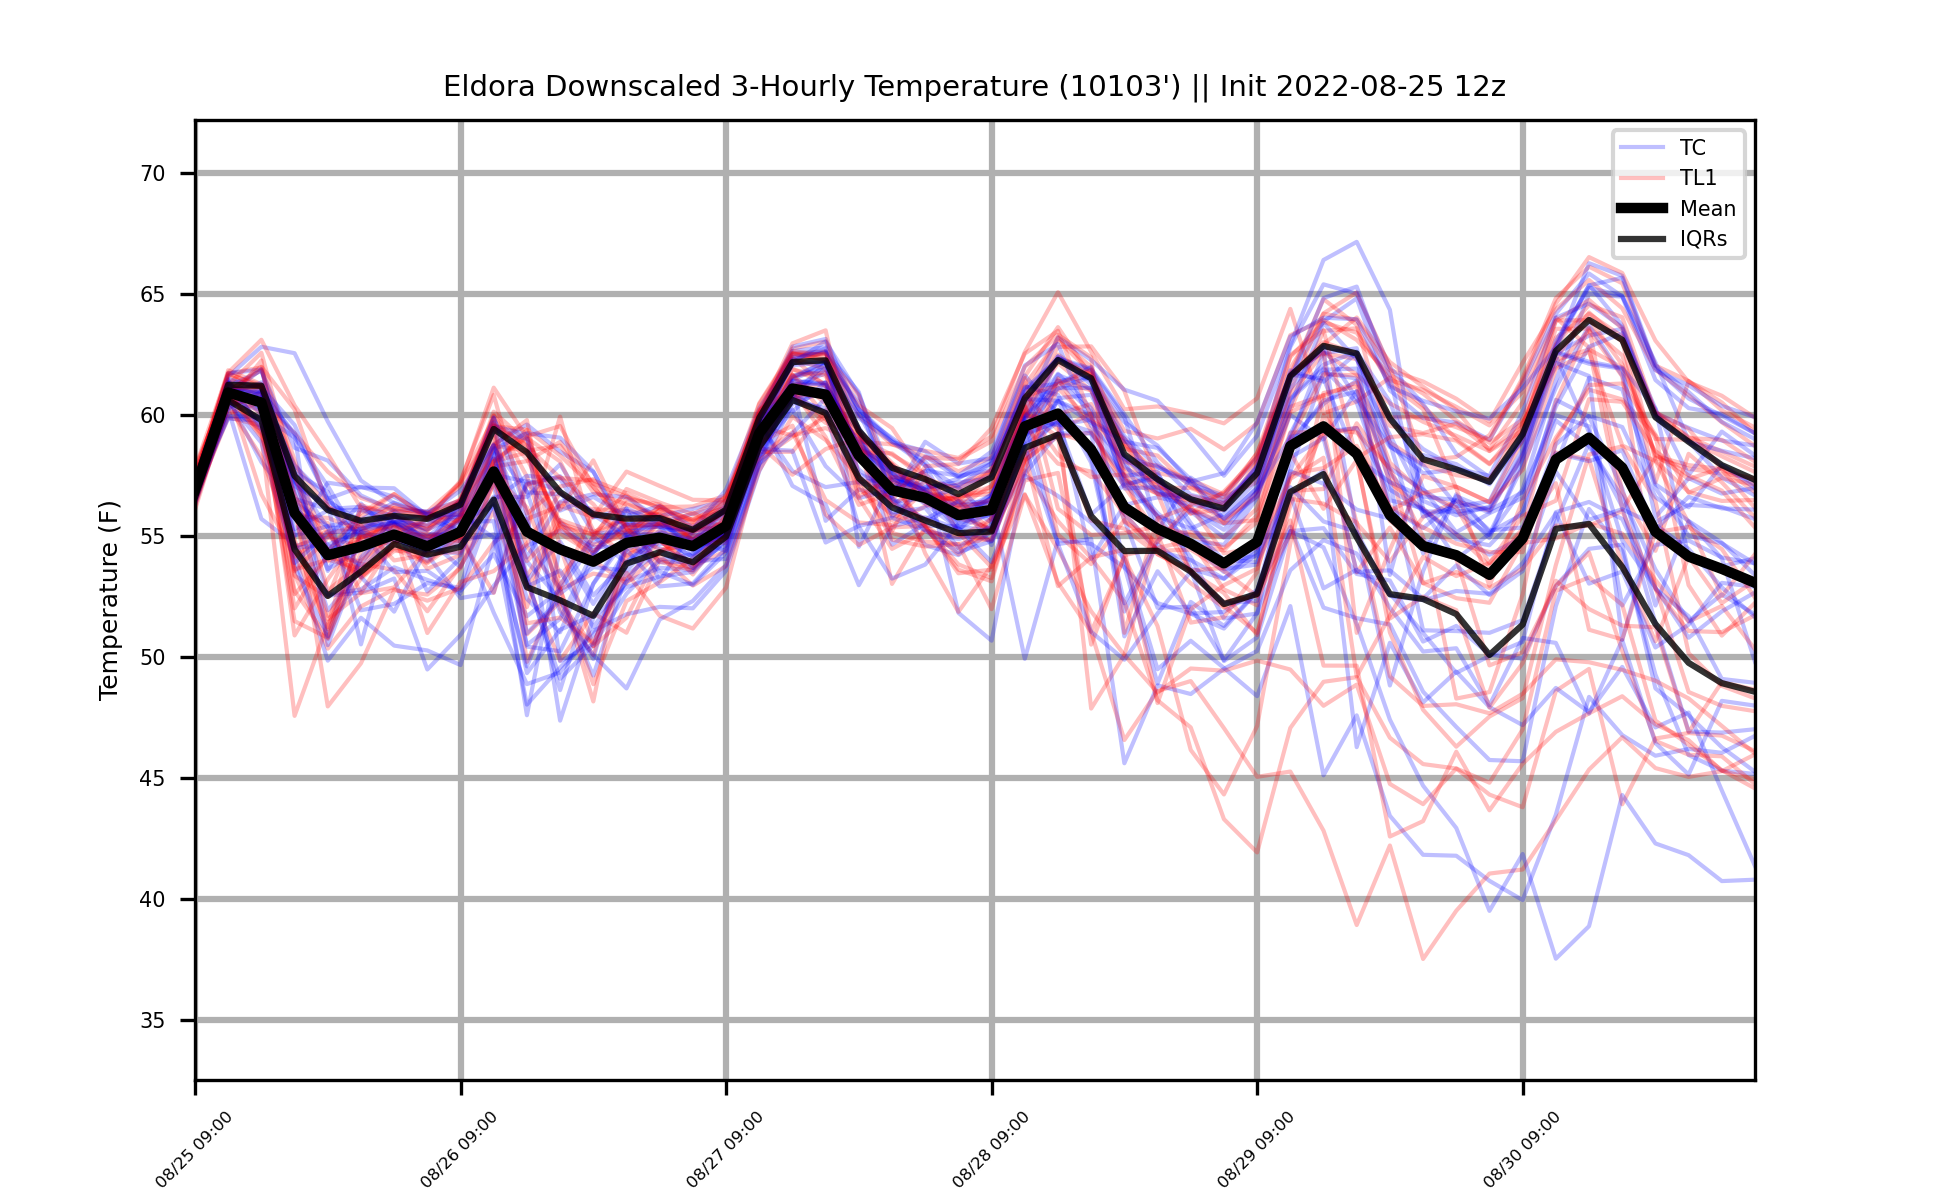 Eldora Downscaled 3-Hourly Temperature (10103') || Init 2022-08-25 12z
TC
TL1
Mean
IQRs
Temperature (F)
70
65
60
55
50
45
40
35
08/25 09:00
08/26 09:00
08/27 09:00
08/28 09:00
08/29 09:00
08/30 09:00